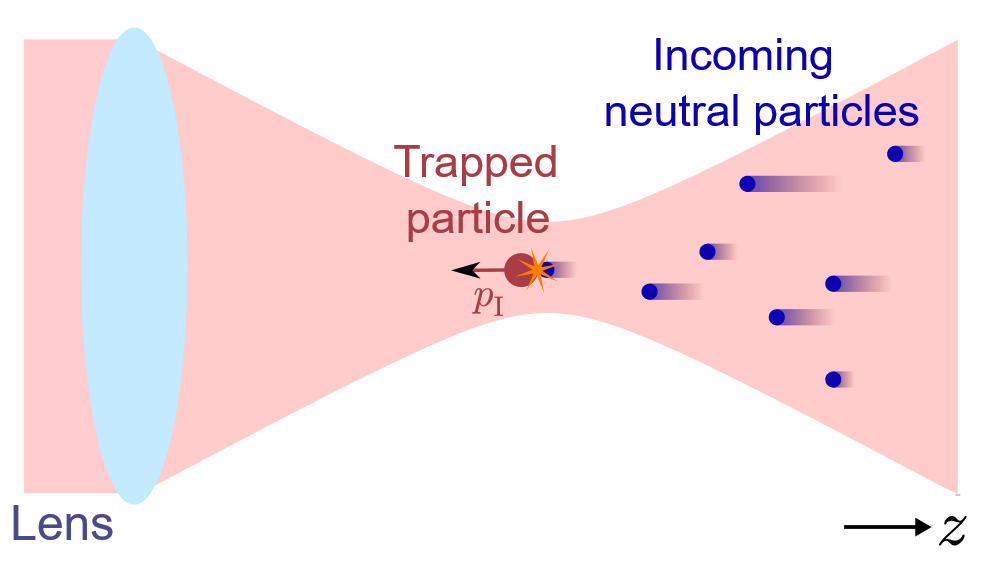 Incoming
neutral particles
Trapped
particle
p_I
Lens
z